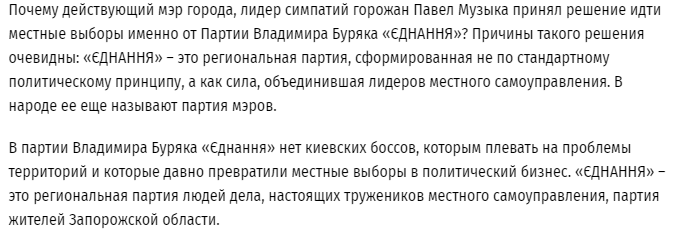 Почему действующий мэр города, лидер симпатий горожан Павел Музыка принял решение идти
местные выборы именно от Партии Владимира Буряка «ЄДНАННЯ»? Причины такого решения
очевидны: «ЄДНАННЯ» – это региональная партия, сформированная не по стандартному
политическому принципу, а как сила, объединившая лидеров местного самоуправления. В
народе ее еще называют партия мэров.
В партии Владимира Буряка «Єднання» нет киевских боссов, которым плевать на проблемы
территорий и которые давно превратили местные выборы в политический бизнес. «ЄДНАННЯ» –
это региональная партия людей дела, настоящих тружеников местного самоуправления, партия
жителей Запорожской области.